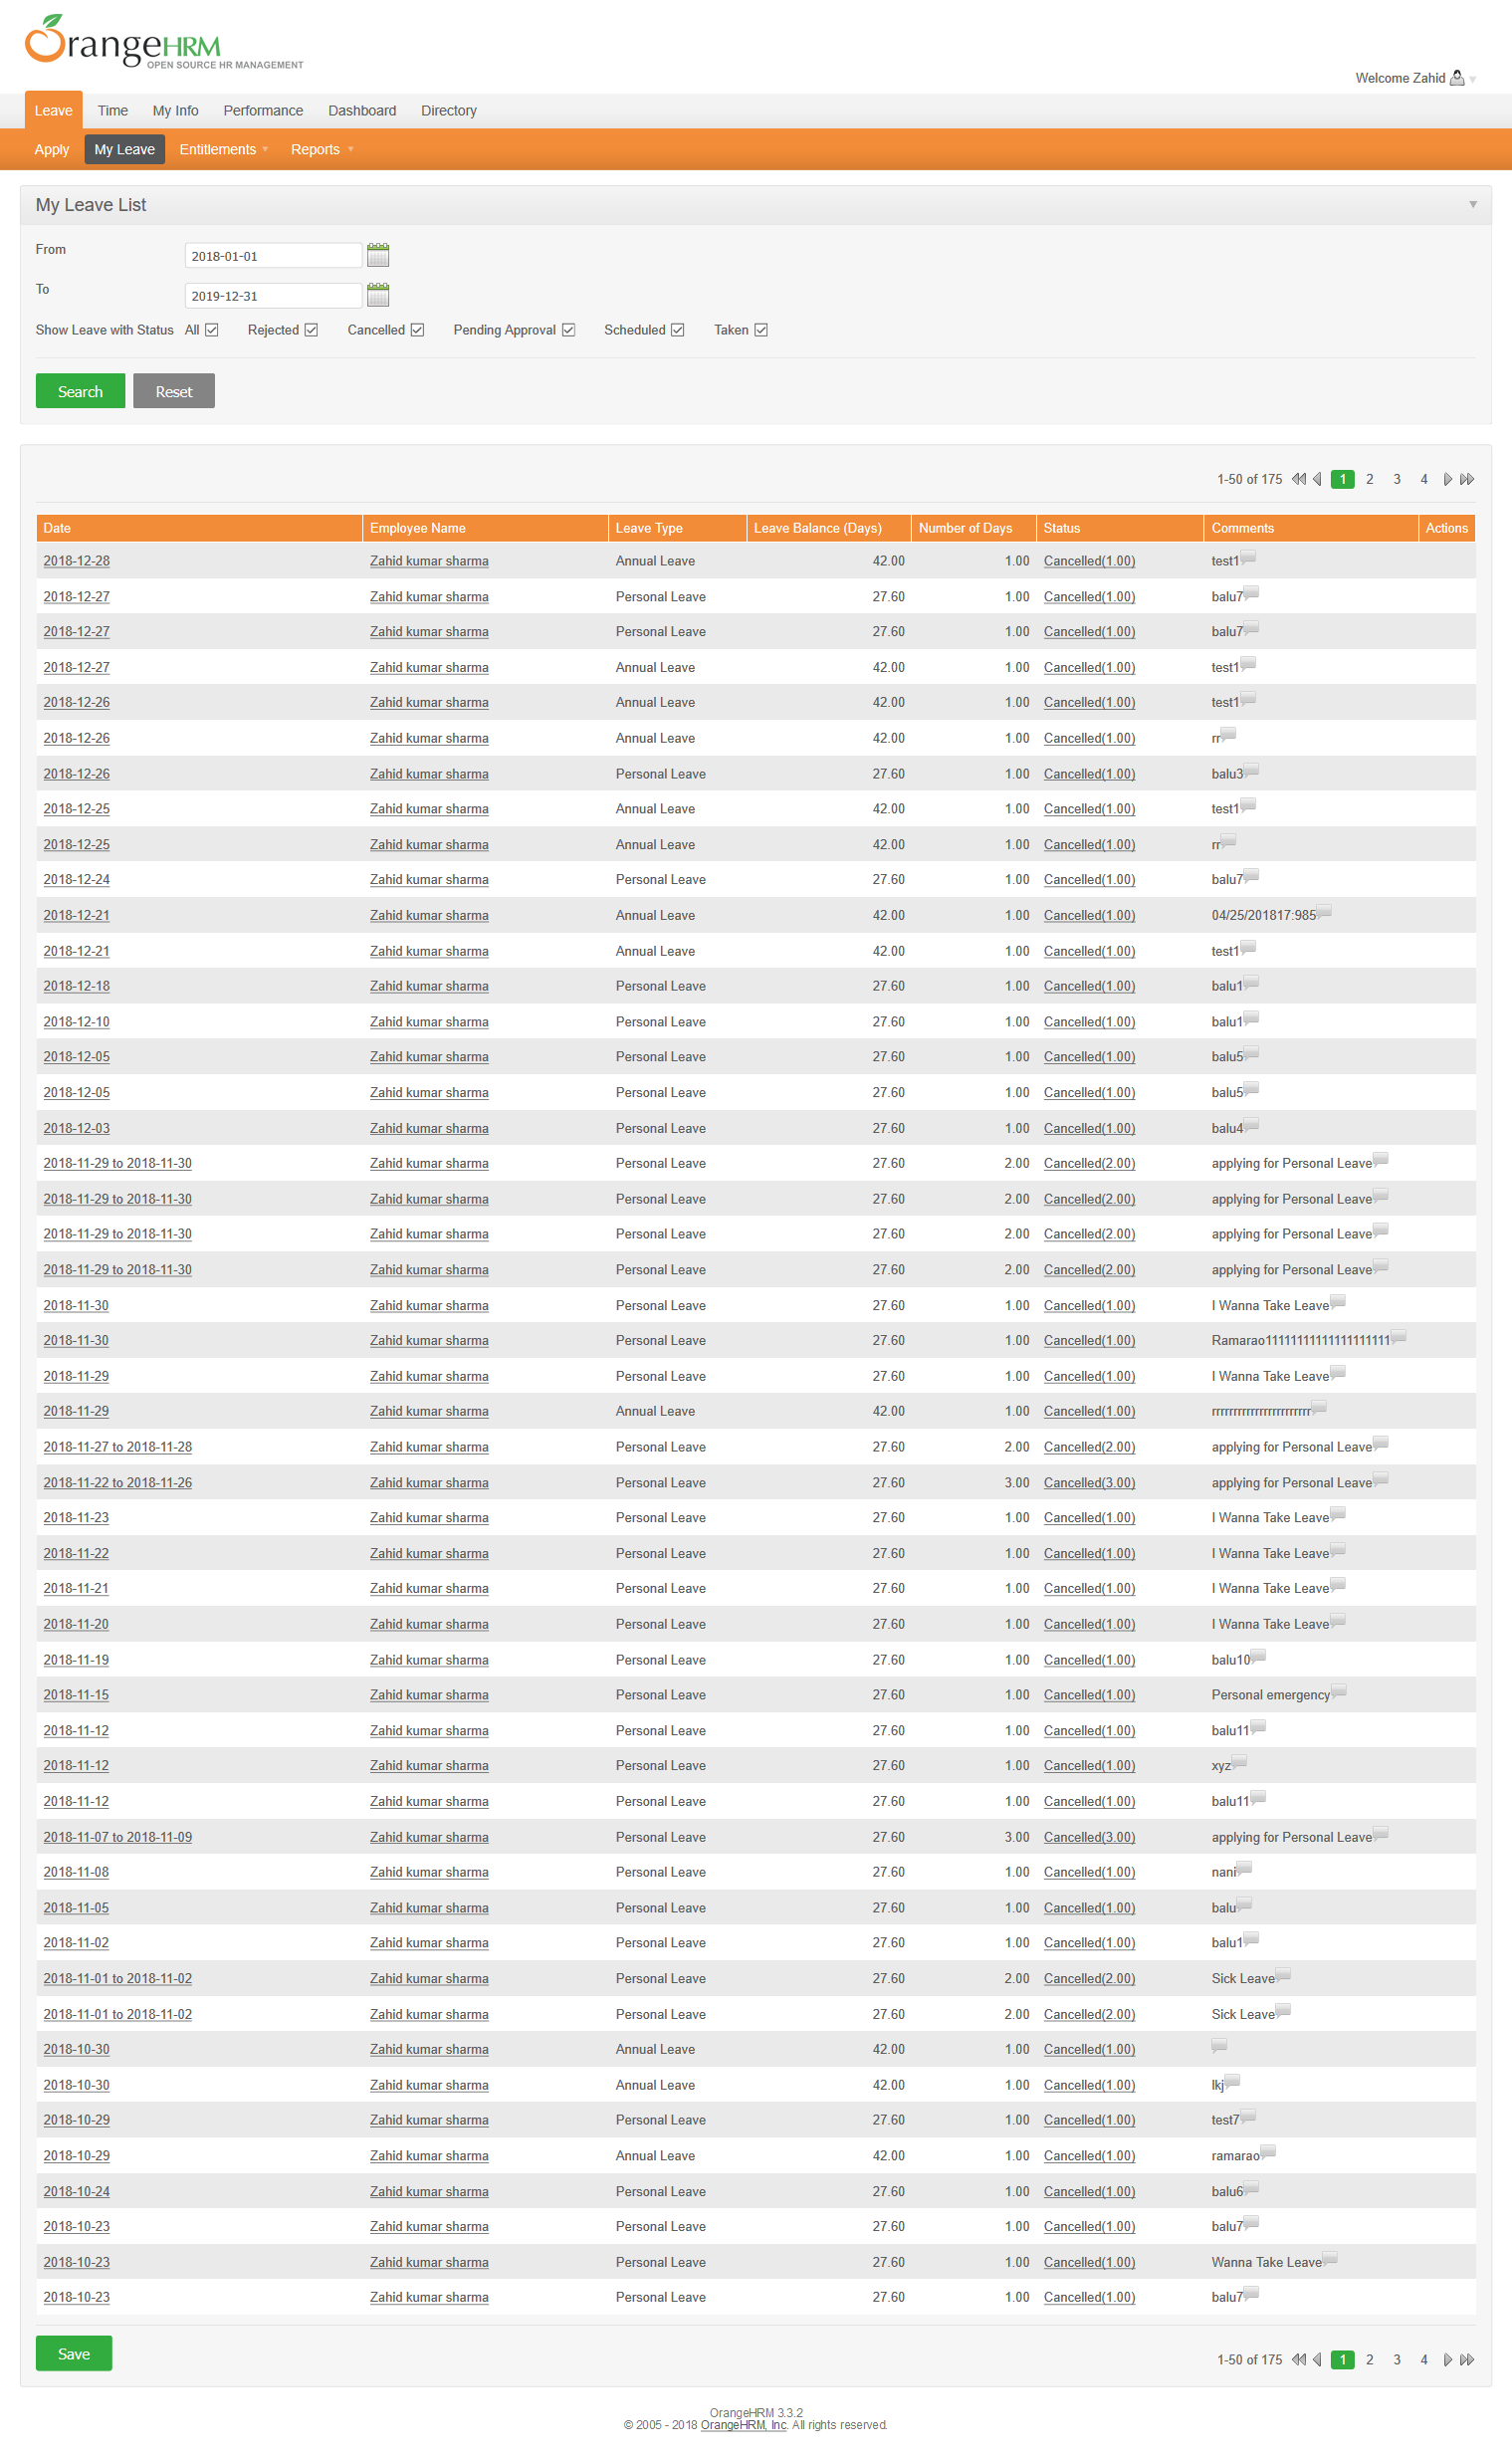 OrangeHRM
OPEN SOURCE HR MANAGEMENT
Welcome Zahid
Leave Time My Info Performance Dashboard Directory
Apply My Leave Entitlements Reports
My Leave List
From 2018-01-01
To 2019-12-31
Show Leave with Status All Rejected Cancelled Pending Approval Scheduled Taken
Search Reset
1-50 of 175 1 2 3 4
Date Employee Name Leave Type Leave Balance (Days) Number of Days Status Comments Actions
2018-12-28 Zahid kumar sharma Annual Leave 42.00 1.00 Cancelled(1.00) test1
2018-12-27 Zahid kumar sharma Personal Leave 27.60 1.00 Cancelled(1.00) balu7
2018-12-27 Zahid kumar sharma Personal Leave 27.60 1.00 Cancelled(1.00) balu7
2018-12-27 Zahid kumar sharma Annual Leave 42.00 1.00 Cancelled(1.00) test1
2018-12-26 Zahid kumar sharma Annual Leave 42.00 1.00 Cancelled(1.00) test1
2018-12-26 Zahid kumar sharma Annual Leave 42.00 1.00 Cancelled(1.00) rr
2018-12-26 Zahid kumar sharma Personal Leave 27.60 1.00 Cancelled(1.00) balu3
2018-12-25 Zahid kumar sharma Annual Leave 42.00 1.00 Cancelled(1.00) test1
2018-12-25 Zahid kumar sharma Annual Leave 42.00 1.00 Cancelled(1.00) rr
2018-12-24 Zahid kumar sharma Personal Leave 27.60 1.00 Cancelled(1.00) balu7
2018-12-21 Zahid kumar sharma Annual Leave 42.00 1.00 Cancelled(1.00) 04/25/201817:985
2018-12-21 Zahid kumar sharma Annual Leave 42.00 1.00 Cancelled(1.00) test1
2018-12-18 Zahid kumar sharma Personal Leave 27.60 1.00 Cancelled(1.00) balu1
2018-12-10 Zahid kumar sharma Personal Leave 27.60 1.00 Cancelled(1.00) balu1
2018-12-05 Zahid kumar sharma Personal Leave 27.60 1.00 Cancelled(1.00) balu5
2018-12-05 Zahid kumar sharma Personal Leave 27.60 1.00 Cancelled(1.00) balu5
2018-12-03 Zahid kumar sharma Personal Leave 27.60 1.00 Cancelled(1.00) balu4
2018-11-29 to 2018-11-30 Zahid kumar sharma Personal Leave 27.60 2.00 Cancelled(2.00) applying for Personal Leave
2018-11-29 to 2018-11-30 Zahid kumar sharma Personal Leave 27.60 2.00 Cancelled(2.00) applying for Personal Leave
2018-11-29 to 2018-11-30 Zahid kumar sharma Personal Leave 27.60 2.00 Cancelled(2.00) applying for Personal Leave
2018-11-29 to 2018-11-30 Zahid kumar sharma Personal Leave 27.60 2.00 Cancelled(2.00) applying for Personal Leave
2018-11-30 Zahid kumar sharma Personal Leave 27.60 1.00 Cancelled(1.00) I Wanna Take Leave
2018-11-30 Zahid kumar sharma Personal Leave 27.60 1.00 Cancelled(1.00)
2018-11-29 Zahid kumar sharma Personal Leave 27.60 1.00 Cancelled(1.00) I Wanna Take Leave
2018-11-29 Zahid kumar sharma Annual Leave 42.00 1.00 Cancelled(1.00)
2018-11-27 to 2018-11-28 Zahid kumar sharma Personal Leave 27.60 2.00 Cancelled(2.00) applying for Personal Leave
2018-11-22 to 2018-11-26 Zahid kumar sharma Personal Leave 27.60 3.00 Cancelled(3.00) applying for Personal Leave
2018-11-23 Zahid kumar sharma Personal Leave 27.60 1.00 Cancelled(1.00) I Wanna Take Leave
2018-11-22 Zahid kumar sharma Personal Leave 27.60 1.00 Cancelled(1.00) I Wanna Take Leave
2018-11-21 Zahid kumar sharma Personal Leave 27.60 1.00 Cancelled(1.00) I Wanna Take Leave
2018-11-20 Zahid kumar sharma Personal Leave 27.60 1.00 Cancelled(1.00) I Wanna Take Leave
2018-11-19 Zahid kumar sharma Personal Leave 27.60 1.00 Cancelled(1.00) balu10
2018-11-15 Zahid kumar sharma Personal Leave 27.60 1.00 Cancelled(1.00) Personal emergency
2018-11-12 Zahid kumar sharma Personal Leave 27.60 1.00 Cancelled(1.00) balu11
2018-11-12 Zahid kumar sharma Personal Leave 27.60 1.00 Cancelled(1.00) xyz
2018-11-12 Zahid kumar sharma Personal Leave 27.60 1.00 Cancelled(1.00) balu11
2018-11-07 to 2018-11-09 Zahid kumar sharma Personal Leave 27.60 3.00 Cancelled(3.00) applying for Personal Leave
2018-11-08 Zahid kumar sharma Personal Leave 27.60 1.00 Cancelled(1.00) nani
2018-11-05 Zahid kumar sharma Personal Leave 27.60 1.00 Cancelled(1.00) balu
2018-11-02 Zahid kumar sharma Personal Leave 27.60 1.00 Cancelled(1.00) balu1
2018-11-01 to 2018-11-02 Zahid kumar sharma Personal Leave 27.60 2.00 Cancelled(2.00) Sick Leave
2018-11-01 to 2018-11-02 Zahid kumar sharma Personal Leave 27.60 2.00 Cancelled(2.00) Sick Leave
2018-10-30 Zahid kumar sharma Annual Leave 42.00 1.00 Cancelled(1.00)
2018-10-30 Zahid kumar sharma Annual Leave 42.00 1.00 Cancelled(1.00) lkj
2018-10-29 Zahid kumar sharma Personal Leave 27.60 1.00 Cancelled(1.00) test7
2018-10-29 Zahid kumar sharma Annual Leave 42.00 1.00 Cancelled(1.00) ramarao
2018-10-24 Zahid kumar sharma Personal Leave 27.60 1.00 Cancelled(1.00) balu6
2018-10-23 Zahid kumar sharma Personal Leave 27.60 1.00 Cancelled(1.00) balu7
2018-10-23 Zahid kumar sharma Personal Leave 27.60 1.00 Cancelled(1.00) Wanna Take Leave
2018-10-23 Zahid kumar sharma Personal Leave 27.60 1.00 Cancelled(1.00) balu7
Save 1-50 of 175 1 2 3 4
OrangeHRM 3.3.2
© 2005 - 2018 OrangeHRM, Inc. All rights reserved.